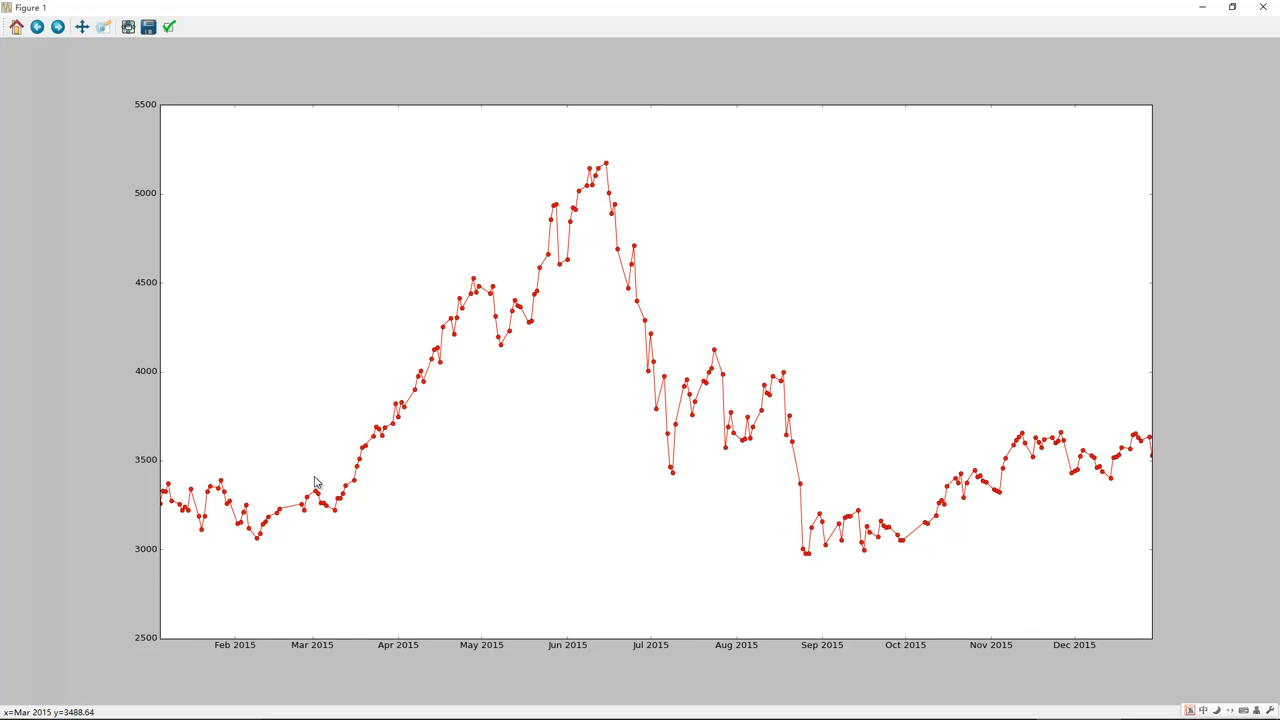 Figure 1
5500
5000
4500
4000
3500
3000
2500
Feb 2015 Mar 2015 Apr 2015 May 2015 Jun 2015 Jul 2015 Aug 2015 Sep 2015 Oct 2015 Nov 2015 Dec 2015
x=Mar 2015 y=3488.64
中